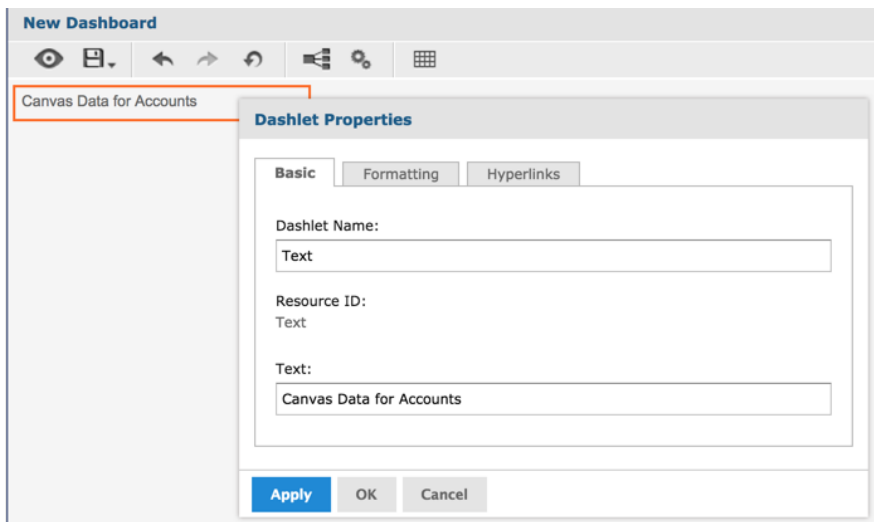 New Dashboard
Canvas Data for Accounts
Dashlet Properties
Basic Formatting Hyperlinks
Dashlet Name:
Text
Resource ID:
Text
Text:
Canvas Data for Accounts
Apply OK Cancel